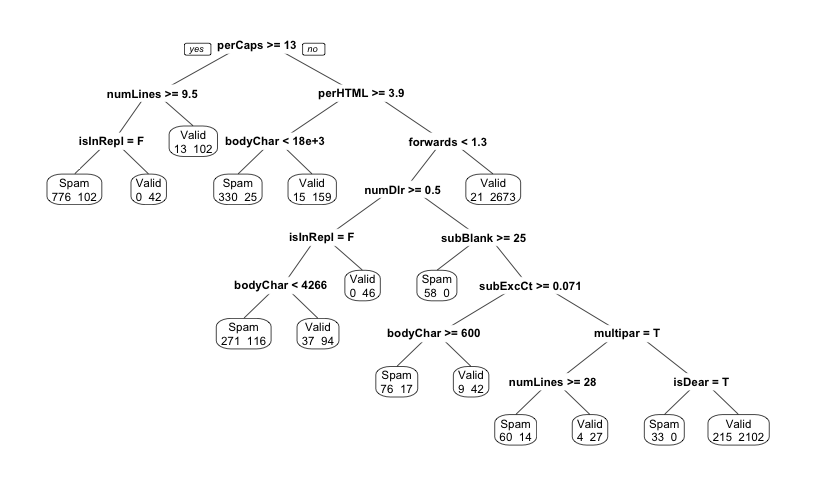 yes perCaps >= 13 no
numLines >= 9.5
perHTML >= 3.9
isInRepl = F
Valid
13 102
bodyChar < 18e+3
forwards < 1.3
Spam
776 102
Valid
0 42
Spam
330 25
Valid
15 159
numDlr >= 0.5
Valid
21 2673
isInRepl = F
subBlank >= 25
bodyChar < 4266
Valid
0 46
Spam
58 0
subExcCt >= 0.071
Spam
271 116
Valid
37 94
bodyChar >= 600
multipar = T
Spam
76 17
Valid
9 42
numLines >= 28
isDear = T
Spam
60 14
Valid
4 27
Spam
33 0
Valid
215 2102